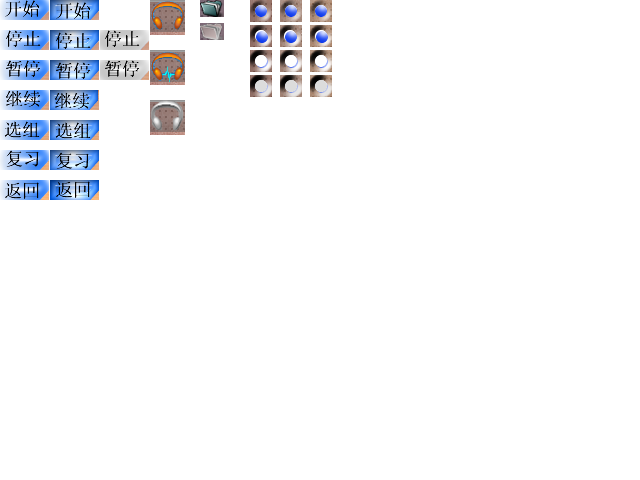 开始 开始
停止 停止 停止
暂停 暂停 暂停
继续 继续
选组 选组
复习 复习
返回 返回